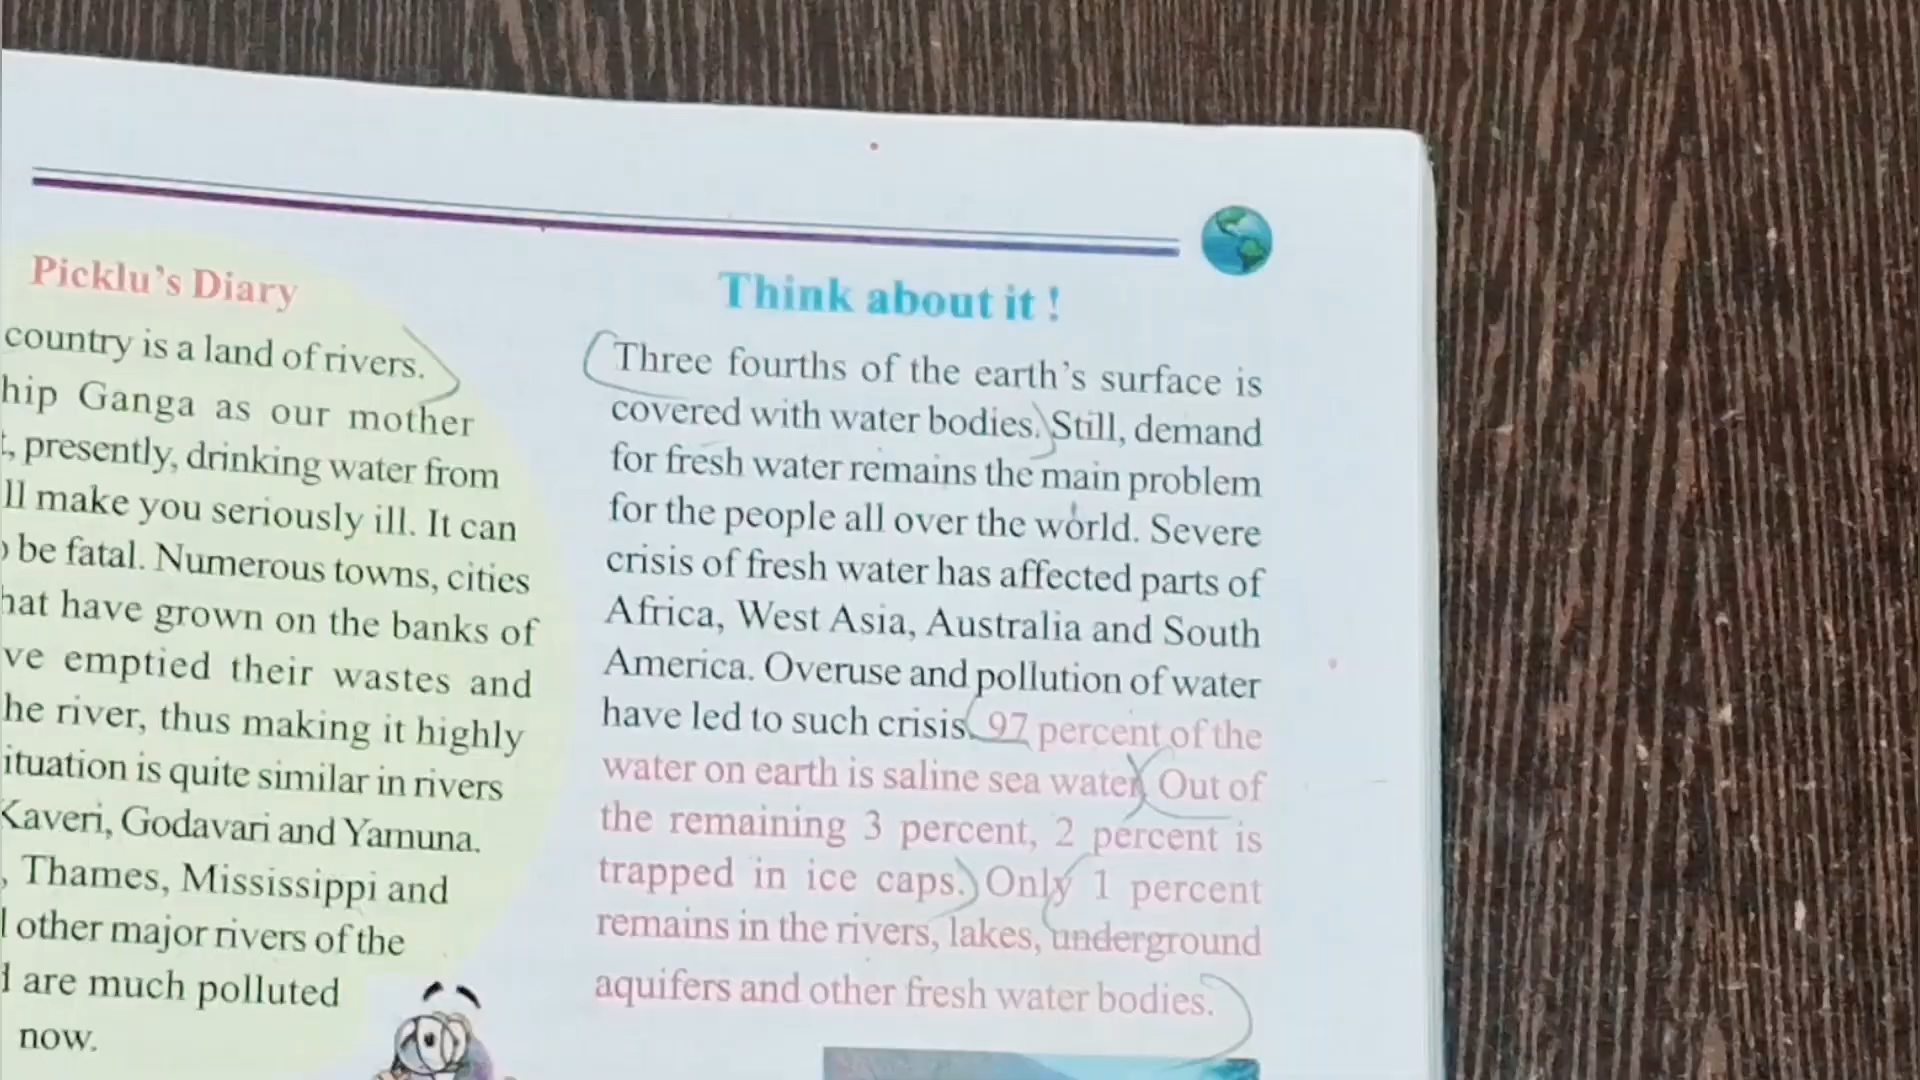 Picklu's Diary
country is a land of rivers.
hip Ganga as our mother
, presently, drinking water from
ll make you seriously ill. It can
be fatal. Numerous towns, cities
hat have grown on the banks of
ve emptied their wastes and
he river, thus making it highly
ituation is quite similar in rivers
Kaveri, Godavari and Yamuna.
, Thames, Mississippi and
other major rivers of the
are much polluted
now.
Think about it !
Three fourths of the earth's surface is
covered with water bodies. Still, demand
for fresh water remains the main problem
for the people all over the world. Severe
crisis of fresh water has affected parts of
Africa, West Asia, Australia and South
America. Overuse and pollution of water
have led to such crisis. 97 percent of the
water on earth is saline sea water. Out of
the remaining 3 percent, 2 percent is
trapped in ice caps. Only 1 percent
remains in the rivers, lakes, underground
aquifers and other fresh water bodies.